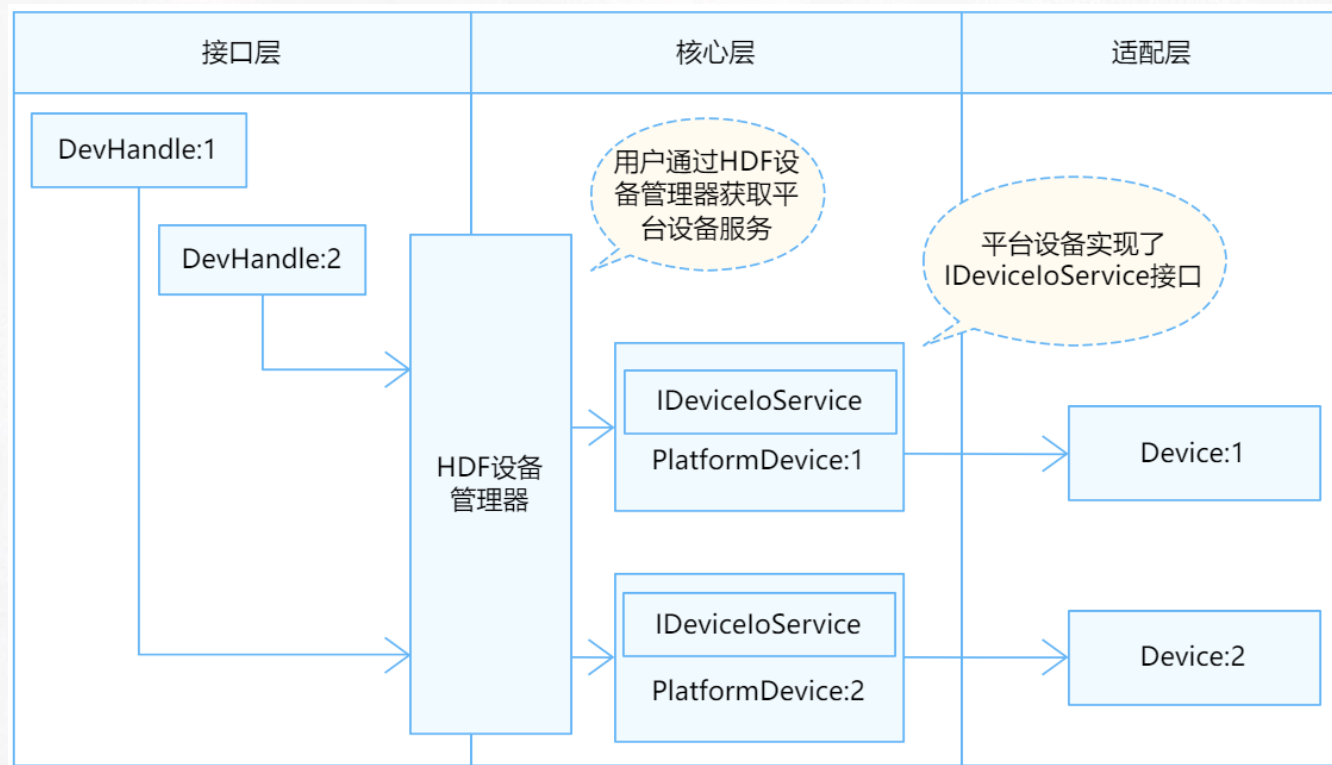 接口层
核心层
适配层
DevHandle:1
DevHandle:2
用户通过HDF设
备管理器获取平
台设备服务
平台设备实现了
IDeviceIoService接口
HDF设备
管理器
IDeviceIoService
PlatformDevice:1
Device:1
IDeviceIoService
PlatformDevice:2
Device:2